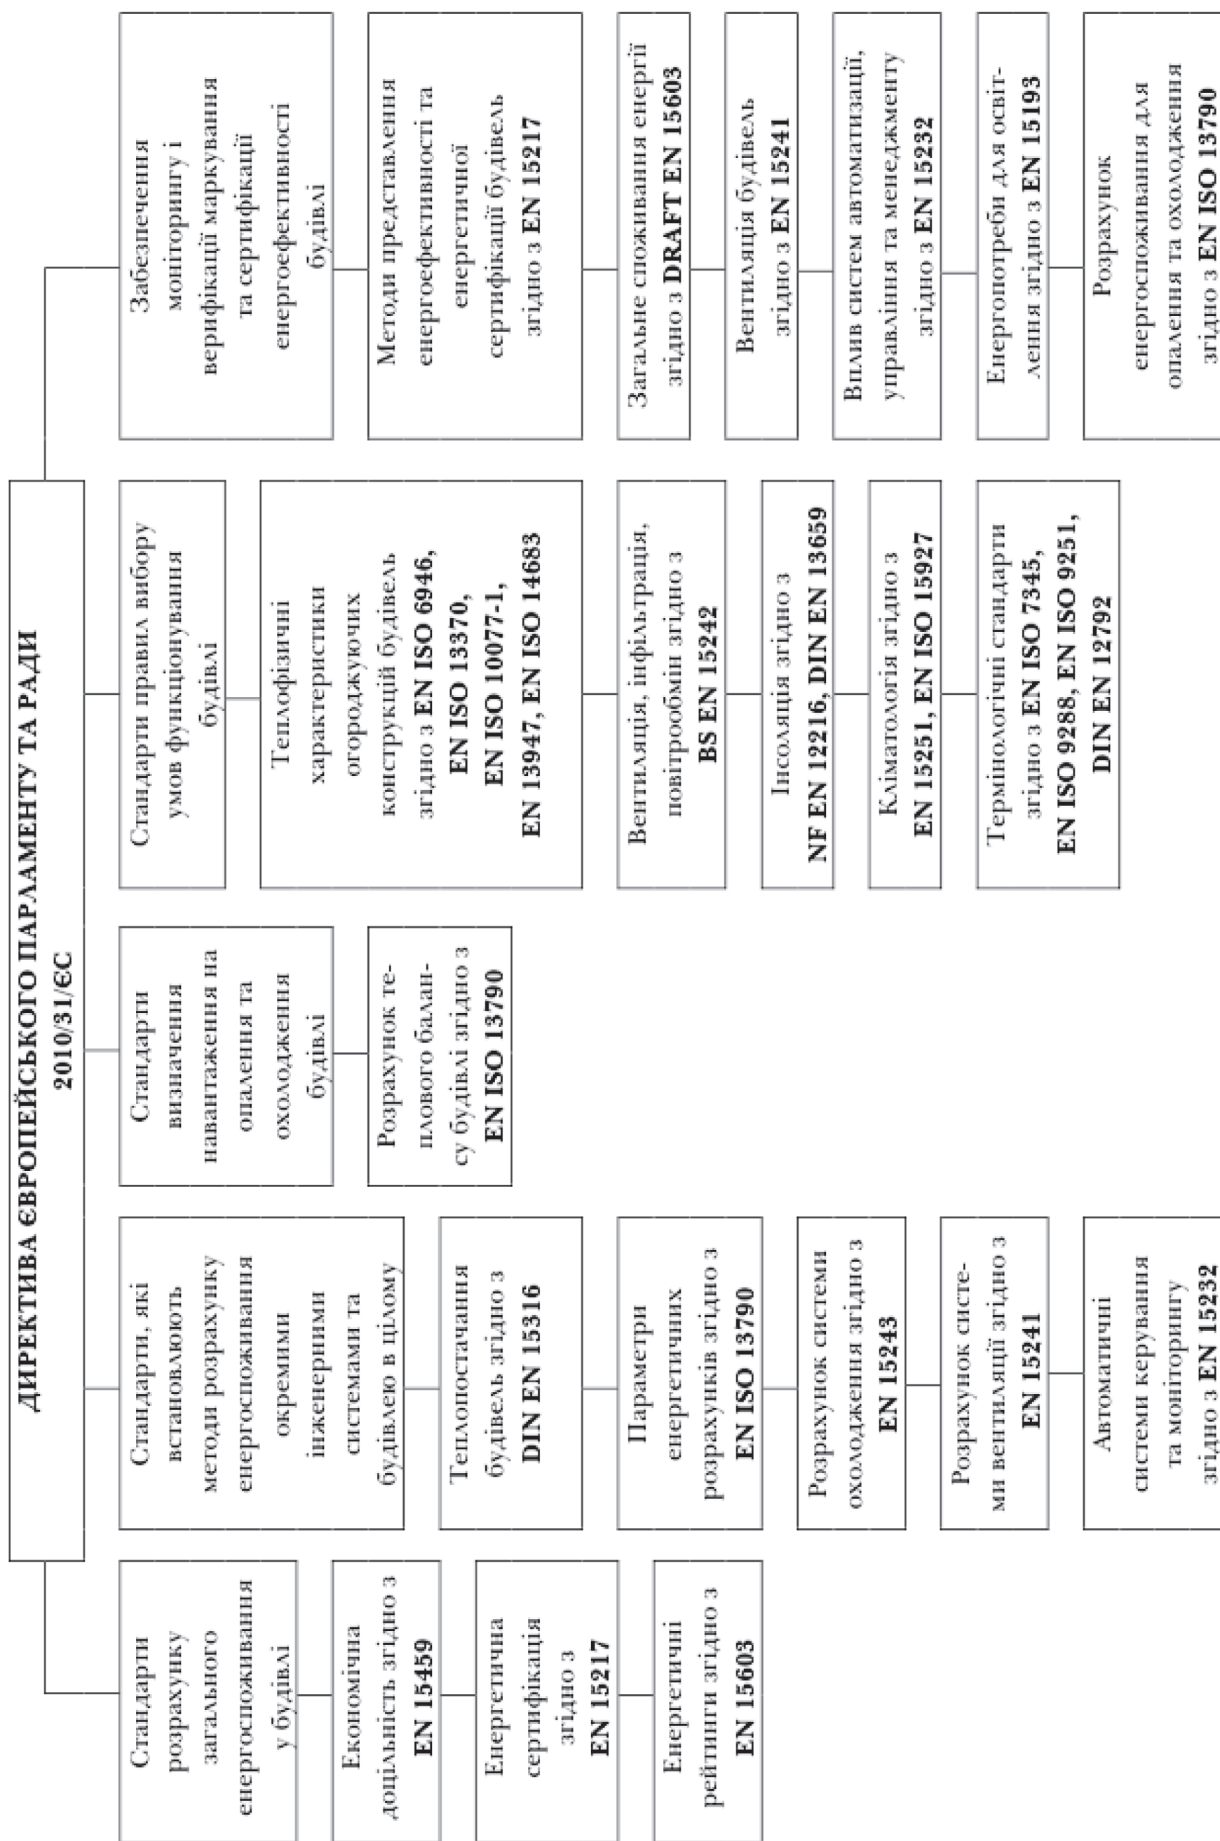 ДИРЕКТИВА ЄВРОПЕЙСЬКОГО ПАРЛАМЕНТУ ТА РАДИ
2010/31/ЄС
Стандарти
розрахунку
загального
енергоспоживання
у будівлі
Економічна
доцільність згідно з
EN 15459
Енергетична
сертифікація
згідно з
EN 15217
Енергетичні
рейтинги згідно з
EN 15603
Стандарти, які
встановлюють
методи розрахунку
енергоспоживання
окремими
інженерними
системами та
будівлею в цілому
Теплопостачання
будівель згідно з
DIN EN 15316
Параметри
енергетичних
розрахунків згідно з
EN ISO 13790
Розрахунок системи
охолодження згідно з
EN 15243
Розрахунок систе-
ми вентиляції згідно з
EN 15241
Автоматичні
системи керування
та моніторингу
згідно з EN 15232
Стандарти
визначення
навантаження на
опалення та
охолодження
будівлі
Розрахунок те-
плового балан-
су будівлі згідно з
EN ISO 13790
Стандарти правил вибору
умов функціонування
будівлі
Теплофізичні
характеристики
огороджуючих
конструкцій будівель
згідно з EN ISO 6946,
EN ISO 13370,
EN ISO 10077-1,
EN 13947, EN ISO 14683
Вентиляція, інфільтрація,
повітрообмін згідно з
BS EN 15242
Інсоляція згідно з
NF EN 12216, DIN EN 13659
Кліматологія згідно з
EN 15251, EN ISO 15927
Термінологічні стандарти
згідно з EN ISO 7345,
EN ISO 9288, EN ISO 9251,
DIN EN 12792
Забезпечення
моніторингу і
верифікації маркування
та сертифікації
енергоефективності
будівлі
Методи представлення
енергоефективності та
енергетичної
сертифікації будівель
згідно з EN 15217
Загальне споживання енергії
згідно з DRAFT EN 15603
Вентиляція будівель
згідно з EN 15241
Вплив систем автоматизації,
управління та менеджменту
згідно з EN 15232
Енергопотреби для освіт-
лення згідно з EN 15193
Розрахунок
енергоспоживання для
опалення та охолодження
згідно з EN ISO 13790